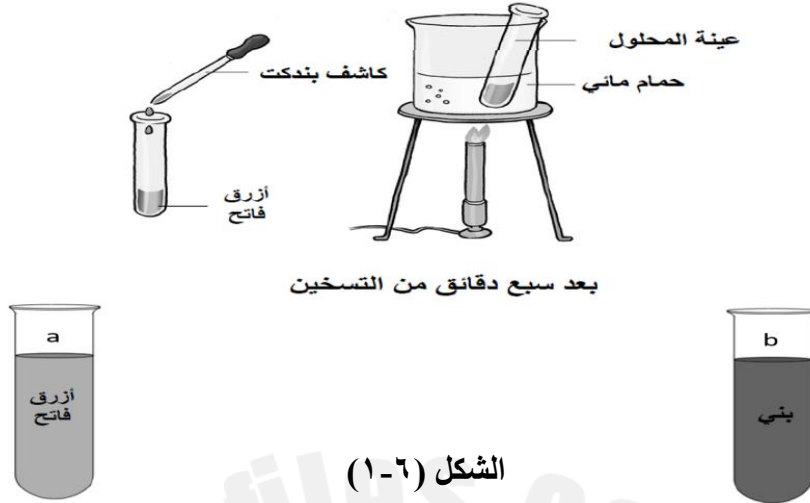 عينة المحلول
كاشف بندكت
حمام مائي
أزرق
فاتح
بعد سبع دقائق من التسخين
a
أزرق
فاتح
b
بني
الشكل (٦-١)